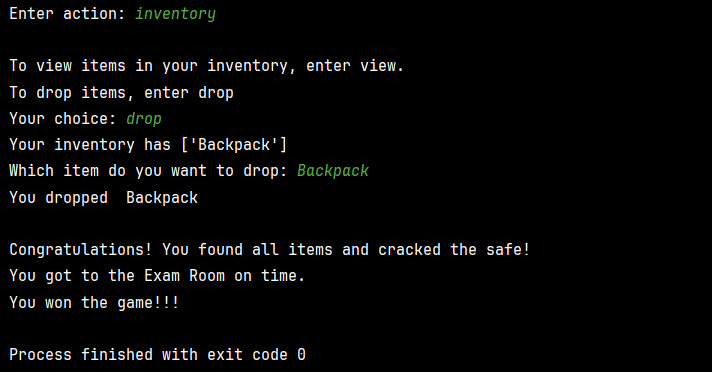 Enter action: inventory
To view items in your inventory, enter view.
To drop items, enter drop
Your choice: drop
Your inventory has ['Backpack']
Which item do you want to drop: Backpack
You dropped  Backpack
Congratulations! You found all items and cracked the safe!
You got to the Exam Room on time.
You won the game!!!
Process finished with exit code 0